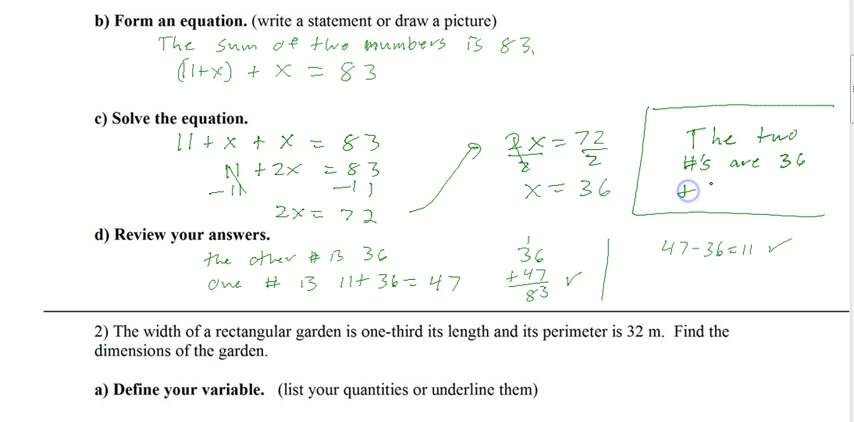 b) Form an equation. (write a statement or draw a picture)
The sum of two numbers is 83.
(11+x) + x = 83
c) Solve the equation.
11 + x + x = 83
11 + 2x = 83
-11 -11
2x = 72
2x = 72
2 2
x = 36
The two
#'s are 36
+
d) Review your answers.
the other # is 36
one # is 11+36=47
1
36
+47 ✓
83
47-36=11 ✓
2) The width of a rectangular garden is one-third its length and its perimeter is 32 m. Find the
dimensions of the garden.
a) Define your variable. (list your quantities or underline them)